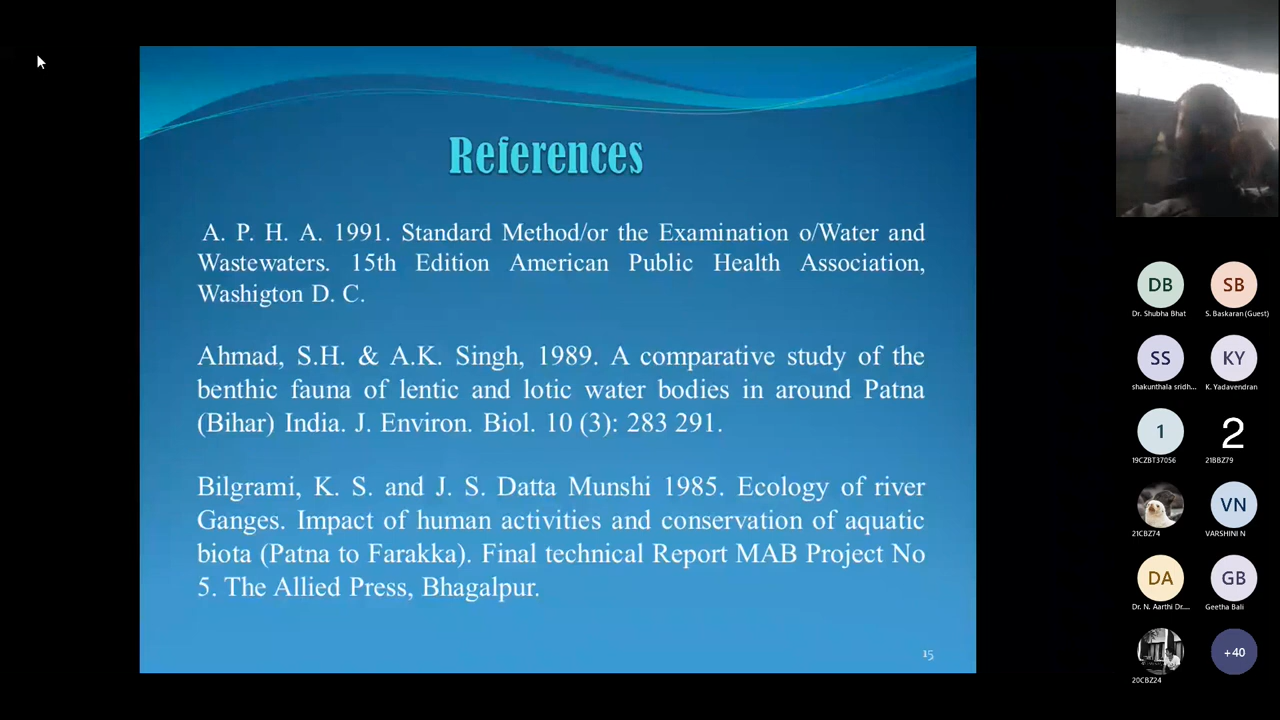 References
A. P. H. A. 1991. Standard Method/or the Examination o/Water and
Wastewaters. 15th Edition American Public Health Association,
Washigton D. C.
Ahmad, S.H. & A.K. Singh, 1989. A comparative study of the
benthic fauna of lentic and lotic water bodies in around Patna
(Bihar) India. J. Environ. Biol. 10 (3): 283 291.
Bilgrami, K. S. and J. S. Datta Munshi 1985. Ecology of river
Ganges. Impact of human activities and conservation of aquatic
biota (Patna to Farakka). Final technical Report MAB Project No
5. The Allied Press, Bhagalpur.
15
DB SB
Dr. Shubha Bhat S. Baskaran (Guest)
SS KY
shakunthala sridh... K. Yadavendran
1 2
19CZBT37056 21BBZ79
VN
21CBZ74 VARSHINI N
DA GB
Dr. N. Aarthi Dr.... Geetha Bali
+40
20CBZ24